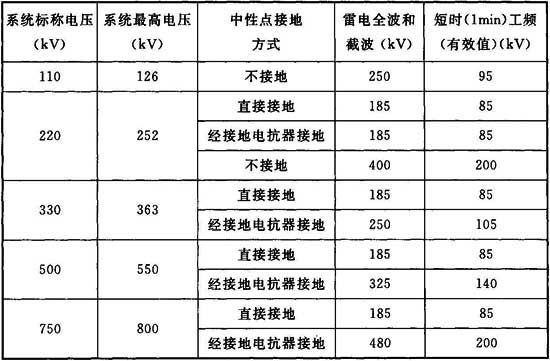 系统标称电压(kV) 系统最高电压(kV) 中性点接地方式 雷电全波和截波(kV) 短时(1min)工频(有效值)(kV)
110 126 不接地 250 95
220 252 直接接地 185 85
经接地电抗器接地 185 85
不接地 400 200
330 363 直接接地 185 85
经接地电抗器接地 250 105
500 550 直接接地 185 85
经接地电抗器接地 325 140
750 800 直接接地 185 85
经接地电抗器接地 480 200